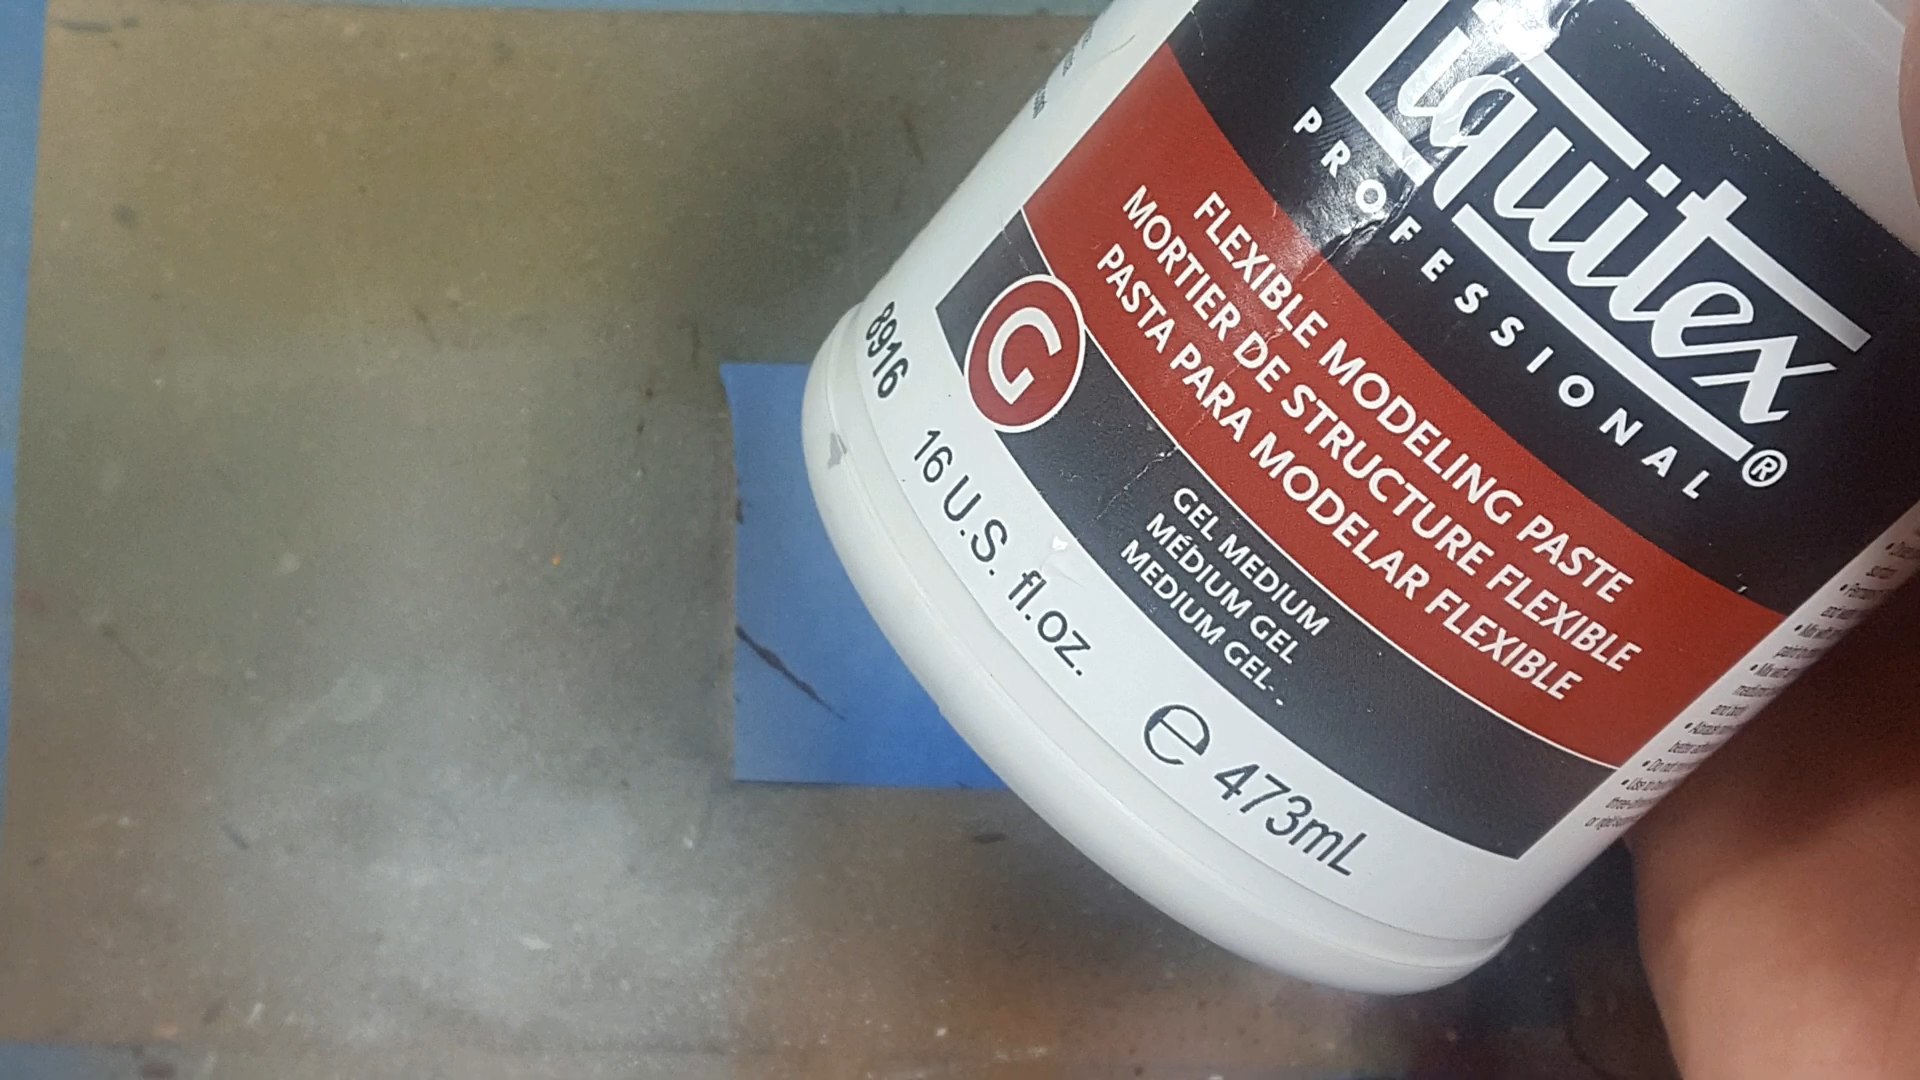 Liquitex®
PROFESSIONAL
FLEXIBLE MODELING PASTE
MORTIER DE STRUCTURE FLEXIBLE
PASTA PARA MODELAR FLEXIBLE
G
GEL MEDIUM
MÉDIUM GEL
MEDIUM GEL
8916
16 U.S. fl.oz.
℮ 473mL